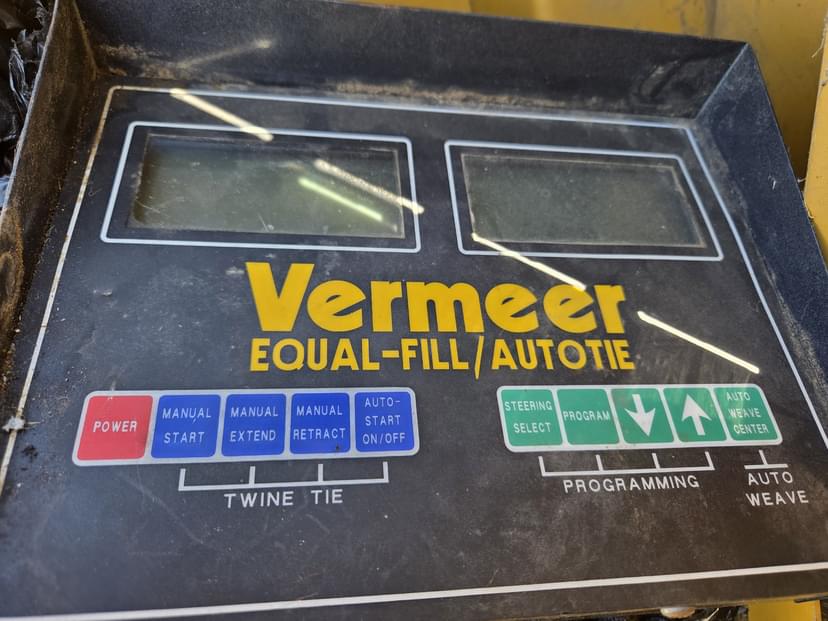 Vermeer
EQUAL-FILL/AUTOTIE
POWER
MANUAL
START
MANUAL
EXTEND
MANUAL
RETRACT
AUTO-
START
ON/OFF
TWINE TIE
STEERING
SELECT
PROGRAM
AUTO
WEAVE
CENTER
PROGRAMMING
AUTO
WEAVE